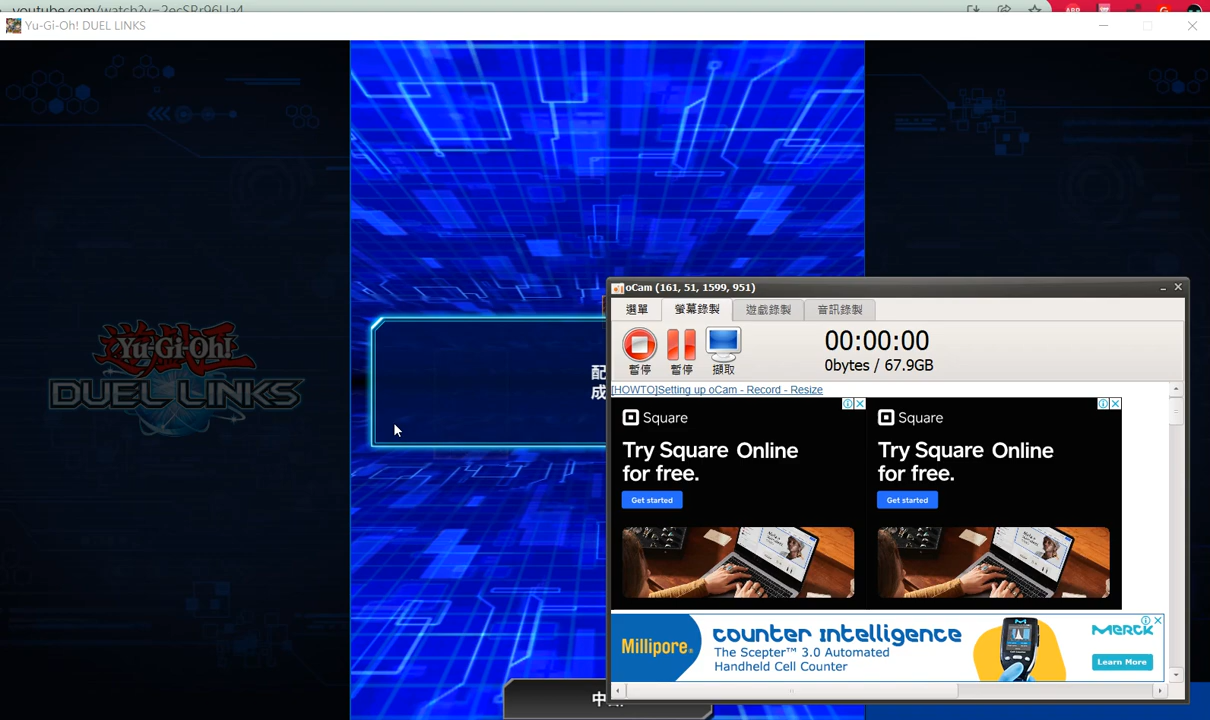 Yu-Gi-Oh! DUEL LINKS
Yu-Gi-Oh!
DUEL LINKS
配
成
中
oCam (161, 51, 1599, 951)
選單
螢幕錄製
遊戲錄製
音訊錄製
暫停
暫停
擷取
00:00:00
0bytes / 67.9GB
[HOWTO]Setting up oCam - Record - Resize
Square
Try Square Online
for free.
Get started
Square
Try Square Online
for free.
Get started
Millipore.
counter intelligence
The Scepter™ 3.0 Automated
Handheld Cell Counter
M
MERCK
Learn More